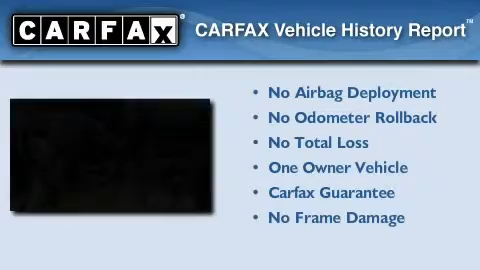 CARFAX® CARFAX Vehicle History Report™
• No Airbag Deployment
• No Odometer Rollback
• No Total Loss
• One Owner Vehicle
• Carfax Guarantee
• No Frame Damage